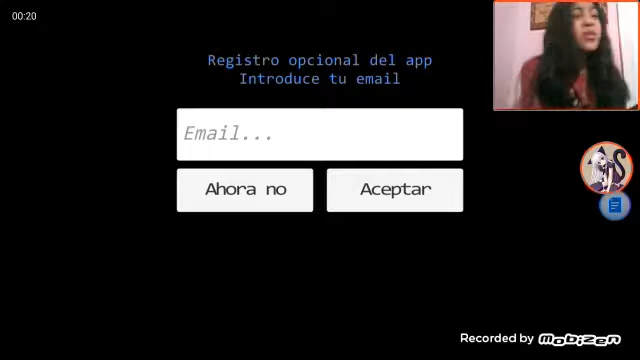 00:20
Registro opcional del app
Introduce tu email
Email...
Ahora no
Aceptar
Recorded by mobizen